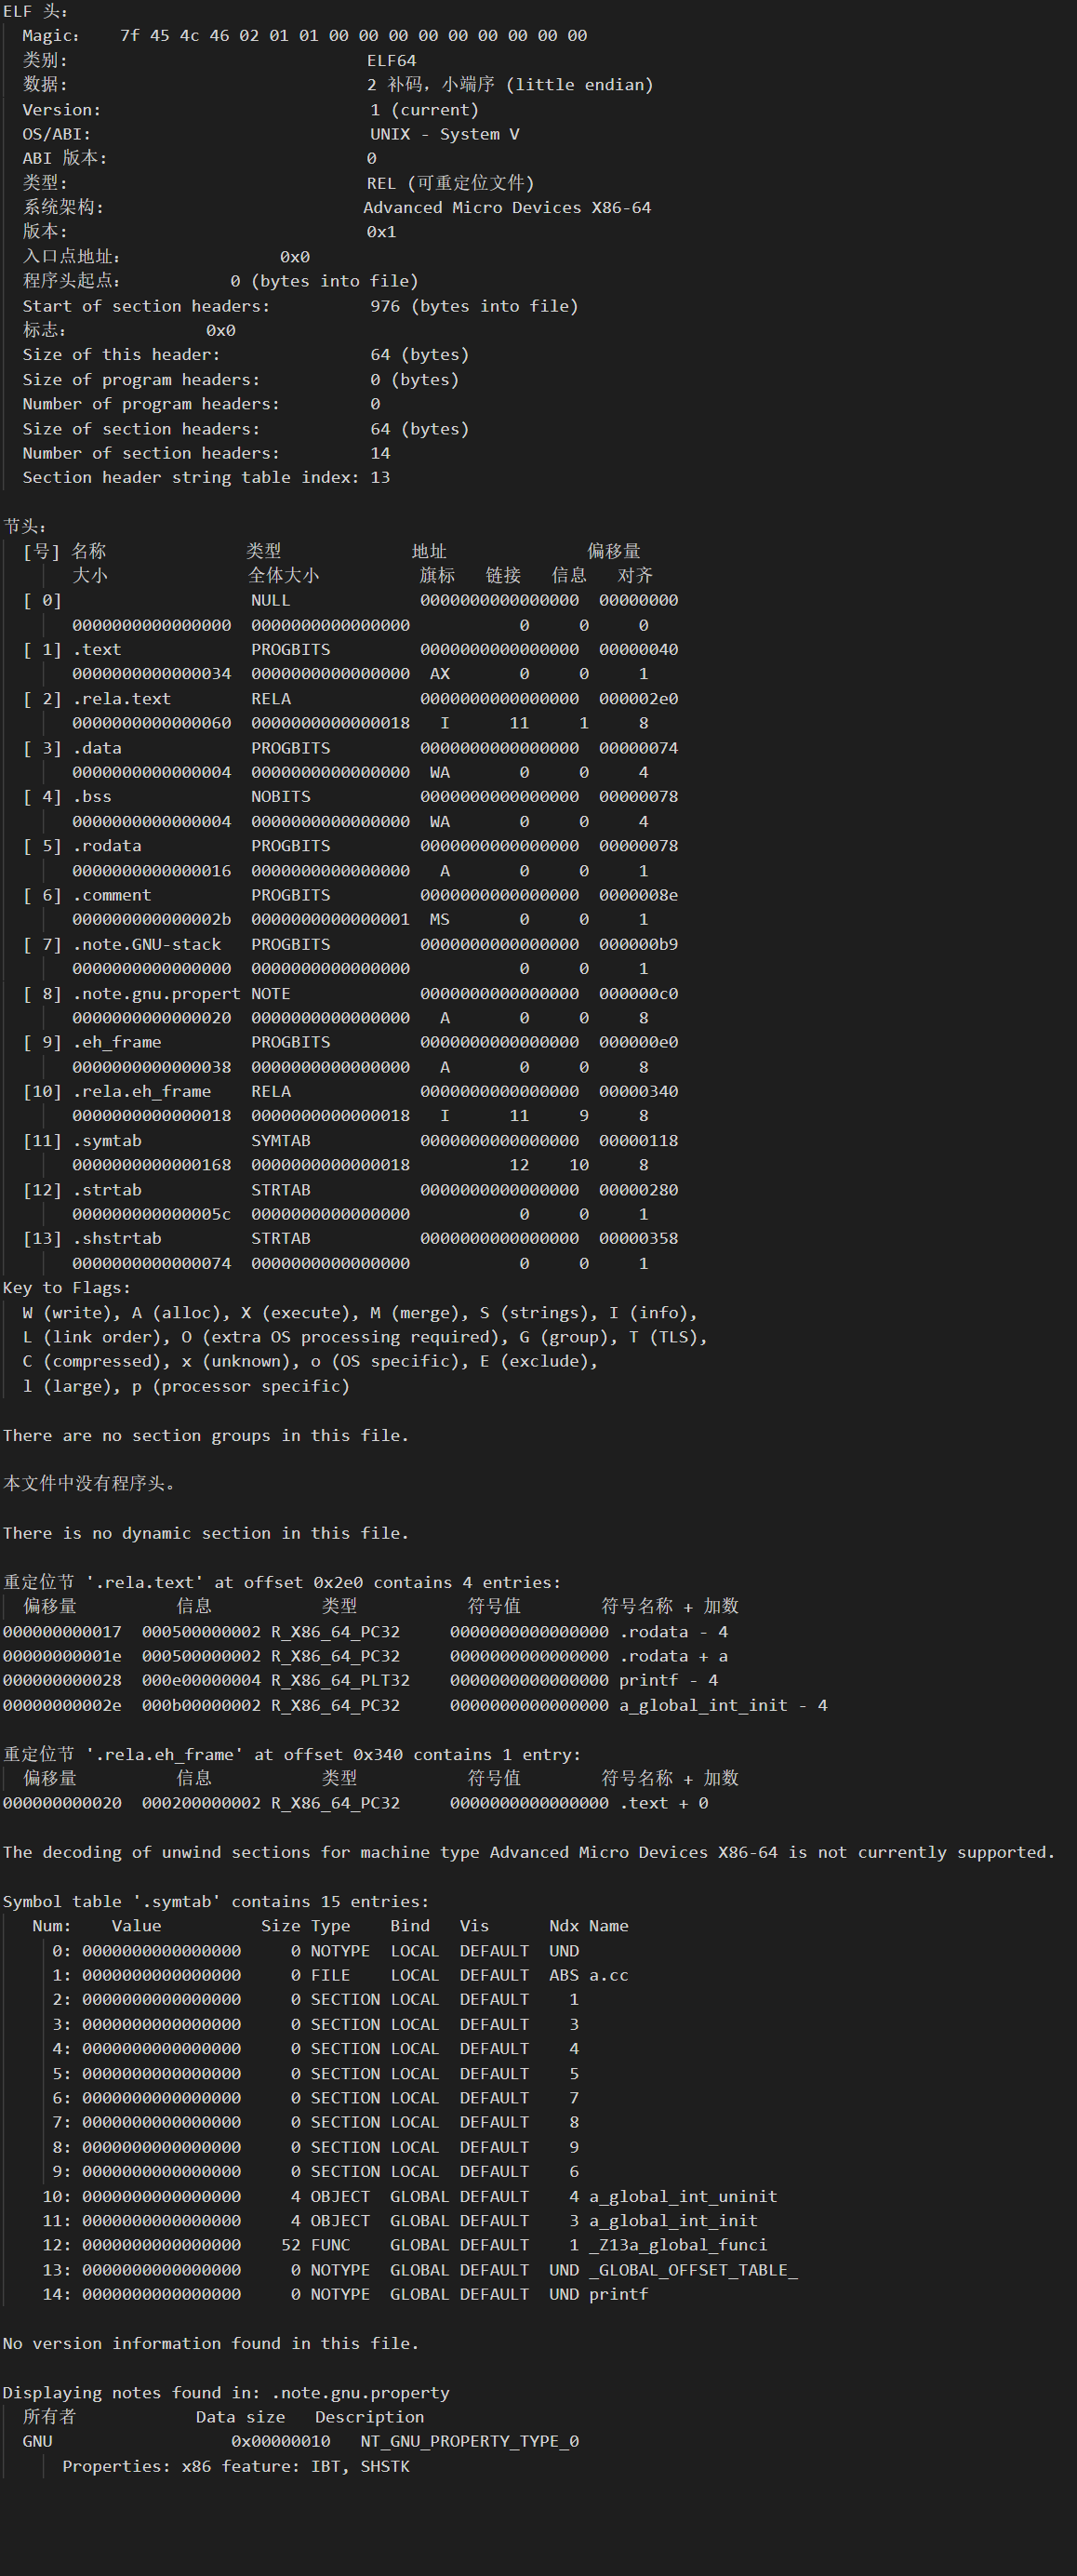 ELF 头：
Magic： 7f 45 4c 46 02 01 01 00 00 00 00 00 00 00 00 00
类别: ELF64
数据: 2 补码，小端序 (little endian)
Version: 1 (current)
OS/ABI: UNIX - System V
ABI 版本: 0
类型: REL (可重定位文件)
系统架构: Advanced Micro Devices X86-64
版本: 0x1
入口点地址： 0x0
程序头起点： 0 (bytes into file)
Start of section headers: 976 (bytes into file)
标志： 0x0
Size of this header: 64 (bytes)
Size of program headers: 0 (bytes)
Number of program headers: 0
Size of section headers: 64 (bytes)
Number of section headers: 14
Section header string table index: 13
节头：
[号] 名称 类型 地址 偏移量
大小 全体大小 旗标 链接 信息 对齐
[ 0] NULL 0000000000000000 00000000
0000000000000000 0000000000000000 0 0 0
[ 1] .text PROGBITS 0000000000000000 00000040
0000000000000034 0000000000000000 AX 0 0 1
[ 2] .rela.text RELA 0000000000000000 000002e0
0000000000000060 0000000000000018 I 11 1 8
[ 3] .data PROGBITS 0000000000000000 00000074
0000000000000004 0000000000000000 WA 0 0 4
[ 4] .bss NOBITS 0000000000000000 00000078
0000000000000004 0000000000000000 WA 0 0 4
[ 5] .rodata PROGBITS 0000000000000000 00000078
0000000000000016 0000000000000000 A 0 0 1
[ 6] .comment PROGBITS 0000000000000000 0000008e
000000000000002b 0000000000000001 MS 0 0 1
[ 7] .note.GNU-stack PROGBITS 0000000000000000 000000b9
0000000000000000 0000000000000000 0 0 1
[ 8] .note.gnu.propert NOTE 0000000000000000 000000c0
0000000000000020 0000000000000000 A 0 0 8
[ 9] .eh_frame PROGBITS 0000000000000000 000000e0
0000000000000038 0000000000000000 A 0 0 8
[10] .rela.eh_frame RELA 0000000000000000 00000340
0000000000000018 0000000000000018 I 11 9 8
[11] .symtab SYMTAB 0000000000000000 00000118
0000000000000168 0000000000000018 12 10 8
[12] .strtab STRTAB 0000000000000000 00000280
000000000000005c 0000000000000000 0 0 1
[13] .shstrtab STRTAB 0000000000000000 00000358
0000000000000074 0000000000000000 0 0 1
Key to Flags:
W (write), A (alloc), X (execute), M (merge), S (strings), I (info),
L (link order), O (extra OS processing required), G (group), T (TLS),
C (compressed), x (unknown), o (OS specific), E (exclude),
l (large), p (processor specific)
There are no section groups in this file.
本文件中没有程序头。
There is no dynamic section in this file.
重定位节 '.rela.text' at offset 0x2e0 contains 4 entries:
偏移量 信息 类型 符号值 符号名称 + 加数
000000000017 000500000002 R_X86_64_PC32 0000000000000000 .rodata - 4
00000000001e 000500000002 R_X86_64_PC32 0000000000000000 .rodata + a
000000000028 000e00000004 R_X86_64_PLT32 0000000000000000 printf - 4
00000000002e 000b00000002 R_X86_64_PC32 0000000000000000 a_global_int_init - 4
重定位节 '.rela.eh_frame' at offset 0x340 contains 1 entry:
偏移量 信息 类型 符号值 符号名称 + 加数
000000000020 000200000002 R_X86_64_PC32 0000000000000000 .text + 0
The decoding of unwind sections for machine type Advanced Micro Devices X86-64 is not currently supported.
Symbol table '.symtab' contains 15 entries:
Num: Value Size Type Bind Vis Ndx Name
0: 0000000000000000 0 NOTYPE LOCAL DEFAULT UND
1: 0000000000000000 0 FILE LOCAL DEFAULT ABS a.cc
2: 0000000000000000 0 SECTION LOCAL DEFAULT 1
3: 0000000000000000 0 SECTION LOCAL DEFAULT 3
4: 0000000000000000 0 SECTION LOCAL DEFAULT 4
5: 0000000000000000 0 SECTION LOCAL DEFAULT 5
6: 0000000000000000 0 SECTION LOCAL DEFAULT 7
7: 0000000000000000 0 SECTION LOCAL DEFAULT 8
8: 0000000000000000 0 SECTION LOCAL DEFAULT 9
9: 0000000000000000 0 SECTION LOCAL DEFAULT 6
10: 0000000000000000 4 OBJECT GLOBAL DEFAULT 4 a_global_int_uninit
11: 0000000000000000 4 OBJECT GLOBAL DEFAULT 3 a_global_int_init
12: 0000000000000000 52 FUNC GLOBAL DEFAULT 1 _Z13a_global_funci
13: 0000000000000000 0 NOTYPE GLOBAL DEFAULT UND _GLOBAL_OFFSET_TABLE_
14: 0000000000000000 0 NOTYPE GLOBAL DEFAULT UND printf
No version information found in this file.
Displaying notes found in: .note.gnu.property
所有者 Data size Description
GNU 0x00000010 NT_GNU_PROPERTY_TYPE_0
Properties: x86 feature: IBT, SHSTK